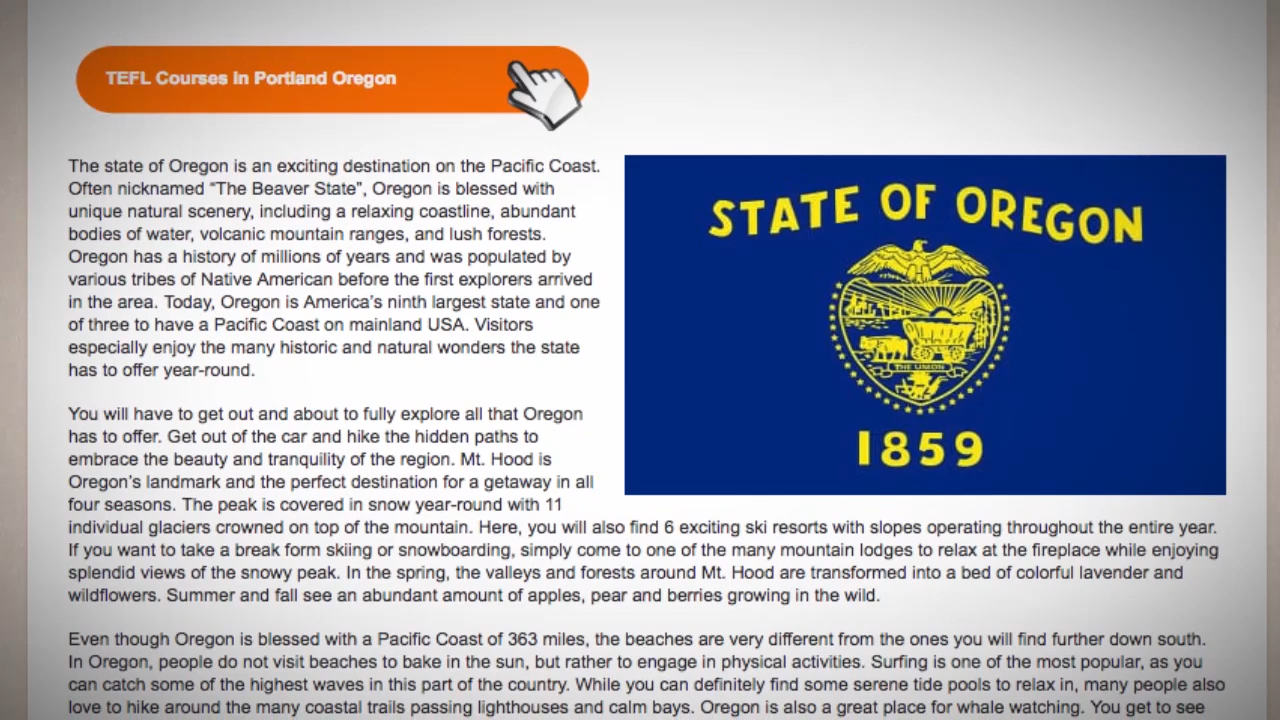 TEFL Courses in Portland Oregon
The state of Oregon is an exciting destination on the Pacific Coast.
Often nicknamed “The Beaver State”, Oregon is blessed with
unique natural scenery, including a relaxing coastline, abundant
bodies of water, volcanic mountain ranges, and lush forests.
Oregon has a history of millions of years and was populated by
various tribes of Native American before the first explorers arrived
in the area. Today, Oregon is America’s ninth largest state and one
of three to have a Pacific Coast on mainland USA. Visitors
especially enjoy the many historic and natural wonders the state
has to offer year-round.
STATE OF OREGON
THE UNION
1859
You will have to get out and about to fully explore all that Oregon
has to offer. Get out of the car and hike the hidden paths to
embrace the beauty and tranquility of the region. Mt. Hood is
Oregon’s landmark and the perfect destination for a getaway in all
four seasons. The peak is covered in snow year-round with 11
individual glaciers crowned on top of the mountain. Here, you will also find 6 exciting ski resorts with slopes operating throughout the entire year.
If you want to take a break form skiing or snowboarding, simply come to one of the many mountain lodges to relax at the fireplace while enjoying
splendid views of the snowy peak. In the spring, the valleys and forests around Mt. Hood are transformed into a bed of colorful lavender and
wildflowers. Summer and fall see an abundant amount of apples, pear and berries growing in the wild.
Even though Oregon is blessed with a Pacific Coast of 363 miles, the beaches are very different from the ones you will find further down south.
In Oregon, people do not visit beaches to bake in the sun, but rather to engage in physical activities. Surfing is one of the most popular, as you
can catch some of the highest waves in this part of the country. While you can definitely find some serene tide pools to relax in, many people also
love to hike around the many coastal trails passing lighthouses and calm bays. Oregon is also a great place for whale watching. You get to see